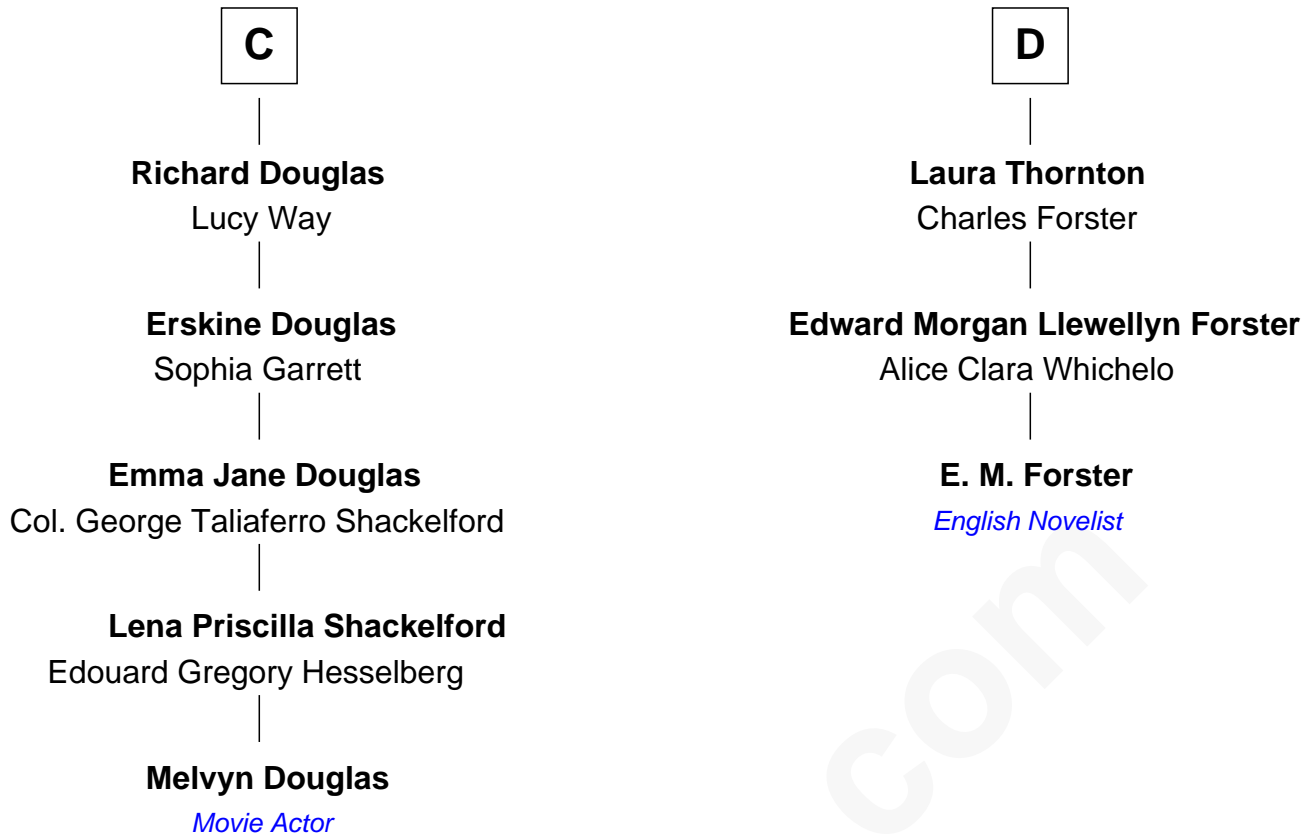 C
Richard Douglas
Lucy Way
Erskine Douglas
Sophia Garrett
Emma Jane Douglas
Col. George Taliaferro Shackelford
Lena Priscilla Shackelford
Edouard Gregory Hesselberg
Melvyn Douglas
Movie Actor
D
Laura Thornton
Charles Forster
Edward Morgan Llewellyn Forster
Alice Clara Whichelo
E. M. Forster
English Novelist
com